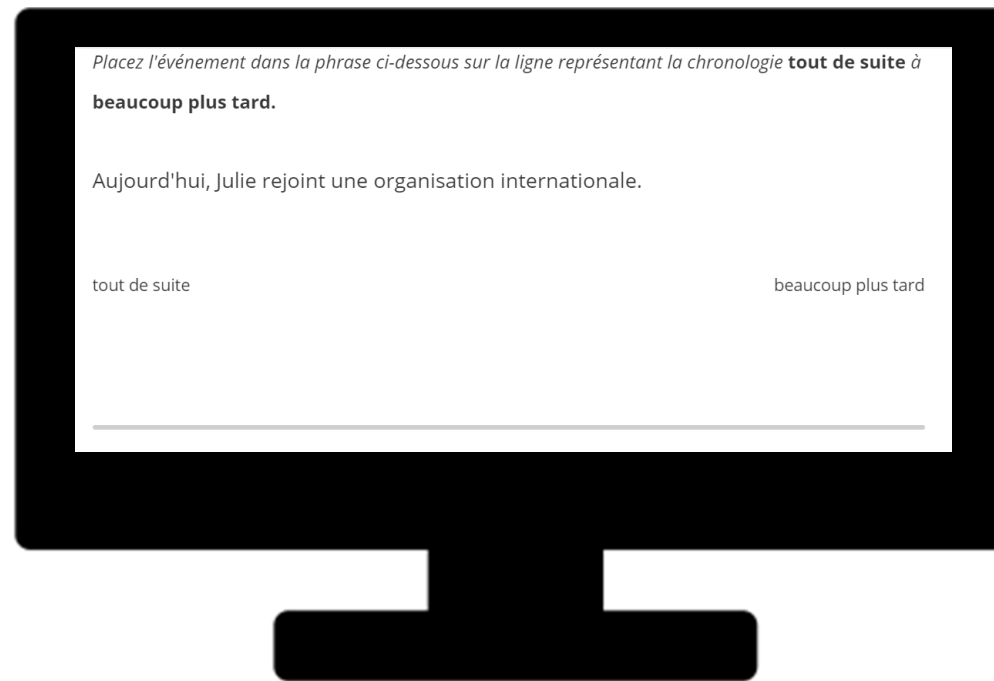 Placez l'événement dans la phrase ci-dessous sur la ligne représentant la chronologie tout de suite à
beaucoup plus tard.
Aujourd'hui, Julie rejoint une organisation internationale.
tout de suite
beaucoup plus tard